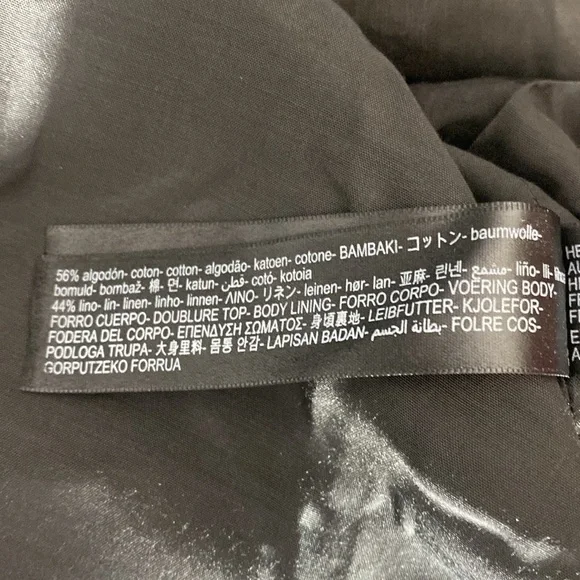 56% algodón- coton- cotton- algodão- katoen- cotone- BAMBAKI- コットン- baumwolle-
bomuld- bombaž- 棉- 면- katun- قطن- cotó- kotoia
44% lino- lin- linen- linho- linnen- ΛΙΝΟ- リネン- leinen- hør- lan- 亚麻- 린넨- مشمع- liño- lli-
FORRO CUERPO- DOUBLURE TOP- BODY LINING- FORRO CORPO- VOERING BODY-
FODERA DEL CORPO- ΕΠΕΝΔΥΣΗ ΣΩΜΑΤΟΣ- 身頃裏地- LEIBFUTTER- KJOLEFOR-
PODLOGA TRUPA- 大身里料- 몸통 안감- LAPISAN BADAN- بطانة الجسم- FOLRE COS-
GORPUTZEKO FORRUA